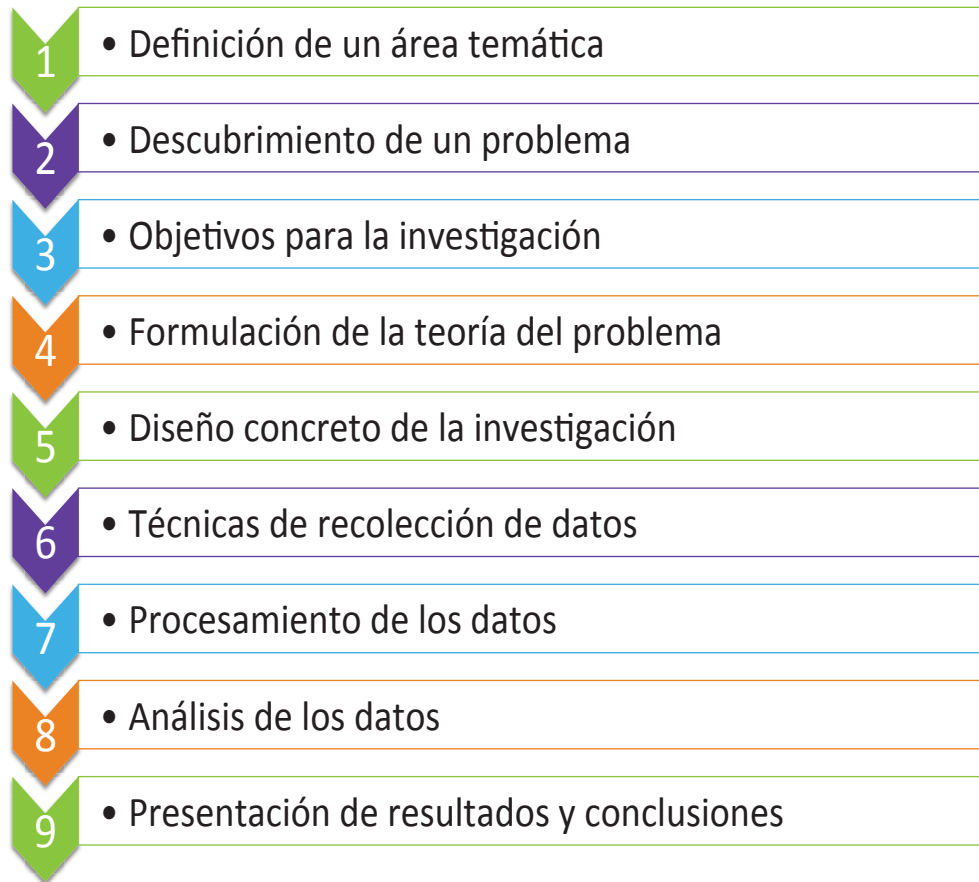 1 • Definición de un área temática
2 • Descubrimiento de un problema
3 • Objetivos para la investigación
4 • Formulación de la teoría del problema
5 • Diseño concreto de la investigación
6 • Técnicas de recolección de datos
7 • Procesamiento de los datos
8 • Análisis de los datos
9 • Presentación de resultados y conclusiones